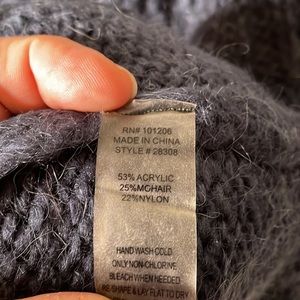 RN# 101206
MADE IN CHINA
STYLE # 28308
53% ACRYLIC
25%MOHAIR
22%NYLON
HAND WASH COLD
ONLY NON-CHLORINE
BLEACH WHEN NEEDED
RE-SHAPE & LAY FLAT TO DRY